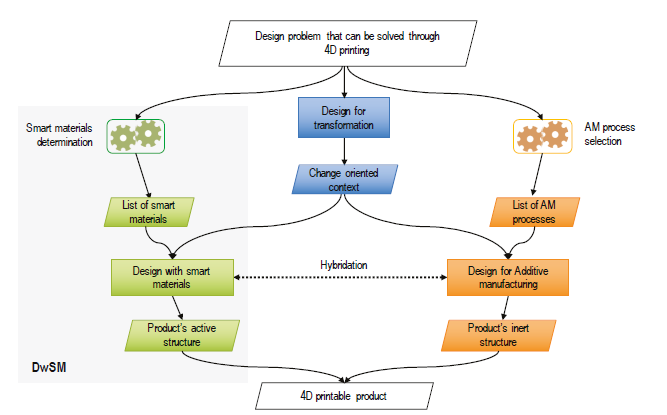 Design problem that can be solved through
4D printing
Smart materials
determination
Design for
transformation
AM process
selection
Change oriented
context
List of smart
materials
List of AM
processes
Design with smart
materials
Hybridation
Design for Additive
manufacturing
Product's active
structure
Product's inert
structure
DwSM
4D printable product